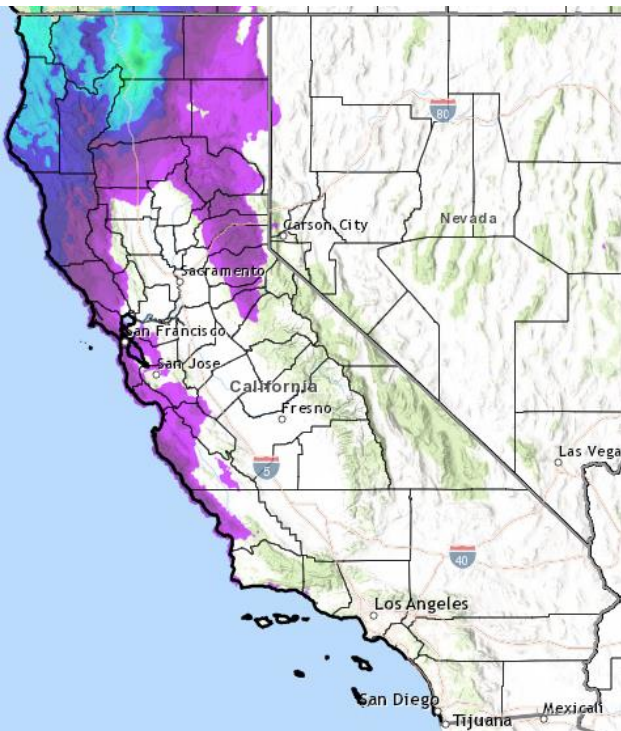 80
Nevada
Carson City
Sacramento
San Francisco
San Jose
California
Fresno
Las Vega
5
40
Los Angeles
San Diego
Mexicali
Tijuana